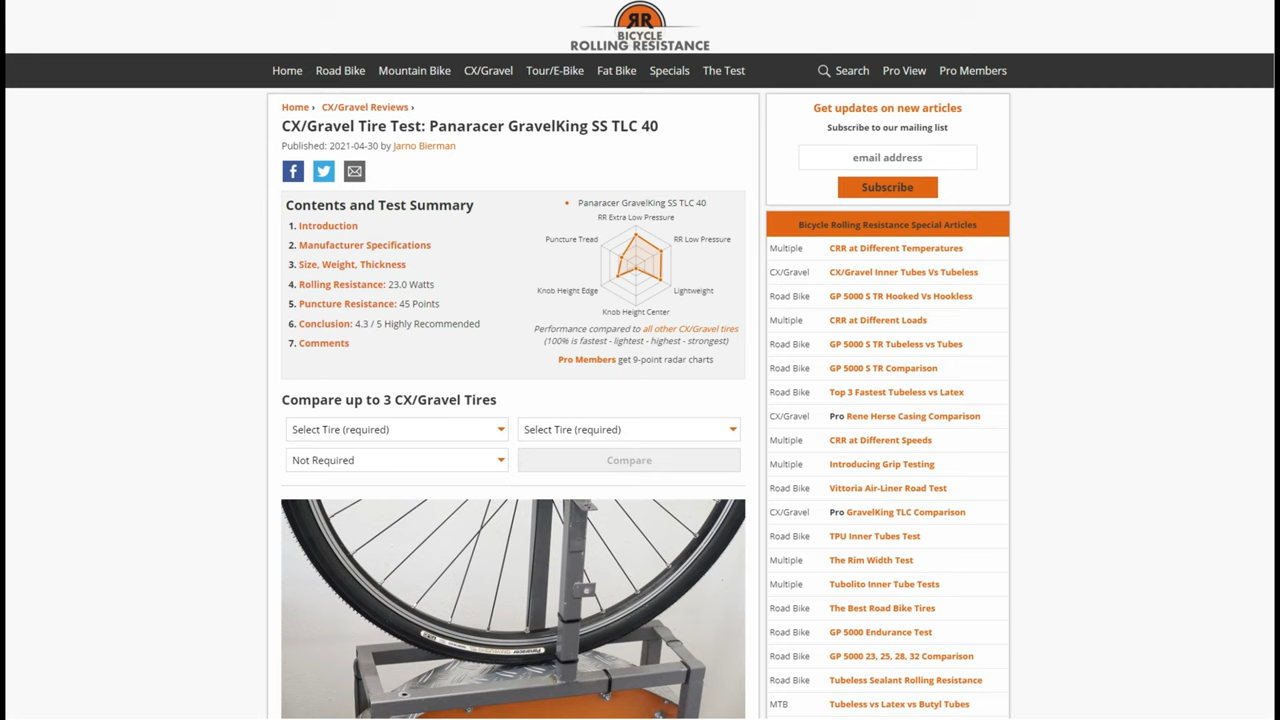 RR
BICYCLE
ROLLING RESISTANCE
Home Road Bike Mountain Bike CX/Gravel Tour/E-Bike Fat Bike Specials The Test Search Pro View Pro Members
Home › CX/Gravel Reviews ›
CX/Gravel Tire Test: Panaracer GravelKing SS TLC 40
Published: 2021-04-30 by Jarno Bierman
Contents and Test Summary
1. Introduction
2. Manufacturer Specifications
3. Size, Weight, Thickness
4. Rolling Resistance: 23.0 Watts
5. Puncture Resistance: 45 Points
6. Conclusion: 4.3 / 5 Highly Recommended
7. Comments
• Panaracer GravelKing SS TLC 40
RR Extra Low Pressure
Puncture Tread RR Low Pressure
Knob Height Edge Lightweight
Knob Height Center
Performance compared to all other CX/Gravel tires
(100% is fastest - lightest - highest - strongest)
Pro Members get 9-point radar charts
Compare up to 3 CX/Gravel Tires
Select Tire (required) Select Tire (required)
Not Required Compare
Panaracer
Get updates on new articles
Subscribe to our mailing list
email address
Subscribe
Bicycle Rolling Resistance Special Articles
Multiple CRR at Different Temperatures
CX/Gravel CX/Gravel Inner Tubes Vs Tubeless
Road Bike GP 5000 S TR Hooked Vs Hookless
Multiple CRR at Different Loads
Road Bike GP 5000 S TR Tubeless vs Tubes
Road Bike GP 5000 S TR Comparison
Road Bike Top 3 Fastest Tubeless vs Latex
CX/Gravel Pro Rene Herse Casing Comparison
Multiple CRR at Different Speeds
Multiple Introducing Grip Testing
Road Bike Vittoria Air-Liner Road Test
CX/Gravel Pro GravelKing TLC Comparison
Road Bike TPU Inner Tubes Test
Multiple The Rim Width Test
Multiple Tubolito Inner Tube Tests
Road Bike The Best Road Bike Tires
Road Bike GP 5000 Endurance Test
Road Bike GP 5000 23, 25, 28, 32 Comparison
Road Bike Tubeless Sealant Rolling Resistance
MTB Tubeless vs Latex vs Butyl Tubes